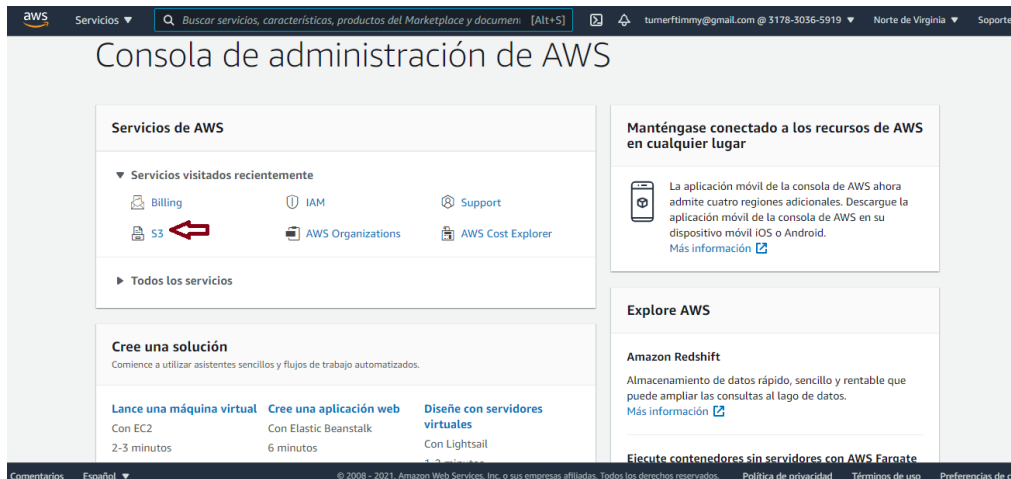 aws
Servicios ▼
Buscar servicios, características, productos del Marketplace y documen [Alt+S]
turnerftimmy@gmail.com @ 3178-3036-5919 ▼
Norte de Virginia ▼
Soporte
Consola de administración de AWS
Servicios de AWS
▼ Servicios visitados recientemente
Billing
IAM
Support
S3
AWS Organizations
AWS Cost Explorer
▶ Todos los servicios
Cree una solución
Comience a utilizar asistentes sencillos y flujos de trabajo automatizados.
Lance una máquina virtual
Con EC2
2-3 minutos
Cree una aplicación web
Con Elastic Beanstalk
6 minutos
Diseñe con servidores
virtuales
Con Lightsail
1-2 minutos
Manténgase conectado a los recursos de AWS
en cualquier lugar
La aplicación móvil de la consola de AWS ahora
admite cuatro regiones adicionales. Descargue la
aplicación móvil de la consola de AWS en su
dispositivo móvil iOS o Android.
Más información
Explore AWS
Amazon Redshift
Almacenamiento de datos rápido, sencillo y rentable que
puede ampliar las consultas al lago de datos.
Más información
Ejecute contenedores sin servidores con AWS Fargate
Comentarios
Español ▼
© 2008 - 2021, Amazon Web Services, Inc. o sus empresas afiliadas. Todos los derechos reservados.
Política de privacidad
Términos de uso
Preferencias de c